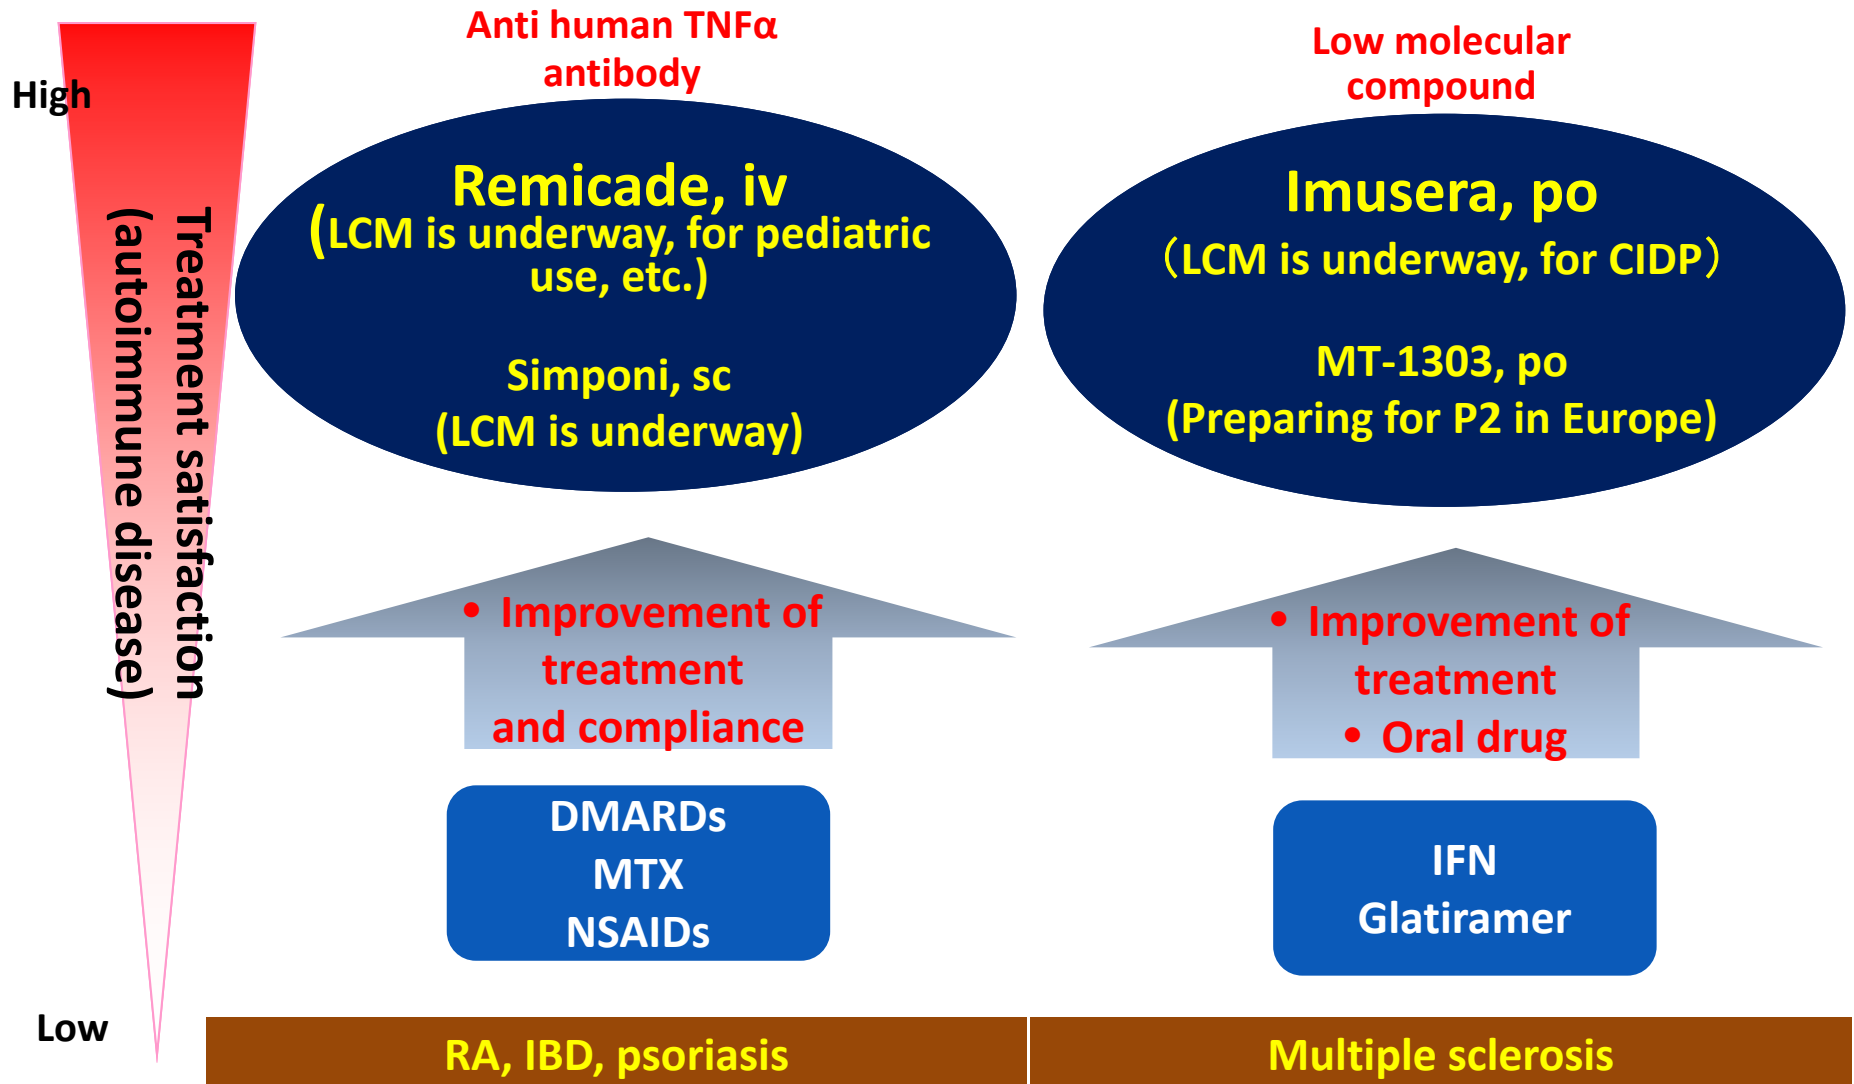 High
Treatment satisfaction
(autoimmune disease)
Low
Anti human TNFα
antibody
Remicade, iv
(LCM is underway, for pediatric
use, etc.)
Simponi, sc
(LCM is underway)
• Improvement of
treatment
and compliance
DMARDs
MTX
NSAIDs
RA, IBD, psoriasis
Low molecular
compound
Imusera, po
（LCM is underway, for CIDP）
MT-1303, po
(Preparing for P2 in Europe)
• Improvement of
treatment
• Oral drug
IFN
Glatiramer
Multiple sclerosis